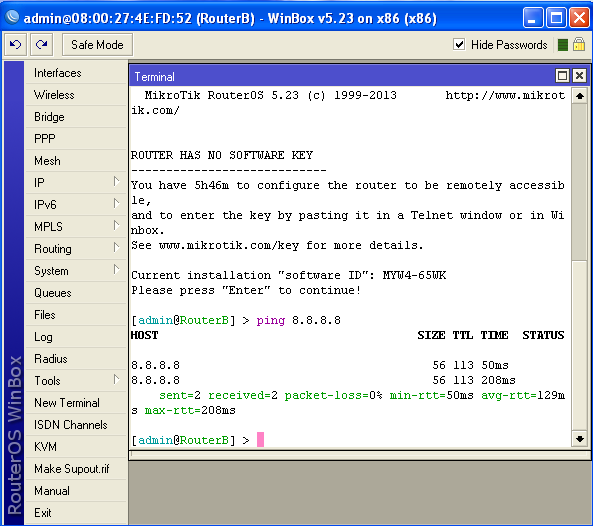 admin@08:00:27:4E:FD:52 (RouterB) - WinBox v5.23 on x86 (x86)
Safe Mode
Hide Passwords
Interfaces
Wireless
Bridge
PPP
Mesh
IP
IPv6
MPLS
Routing
System
Queues
Files
Log
Radius
Tools
New Terminal
ISDN Channels
KVM
Make Supout.rif
Manual
Exit
RouterOS WinBox
Terminal
MikroTik RouterOS 5.23 (c) 1999-2013 http://www.mikrot
ik.com/
ROUTER HAS NO SOFTWARE KEY
----------------------------
You have 5h46m to configure the router to be remotely accessib
le,
and to enter the key by pasting it in a Telnet window or in Wi
nbox.
See www.mikrotik.com/key for more details.
Current installation "software ID": MYW4-65WK
Please press "Enter" to continue!
[admin@RouterB] > ping 8.8.8.8
HOST SIZE TTL TIME STATUS
8.8.8.8 56 113 50ms
8.8.8.8 56 113 208ms
sent=2 received=2 packet-loss=0% min-rtt=50ms avg-rtt=129m
s max-rtt=208ms
[admin@RouterB] >